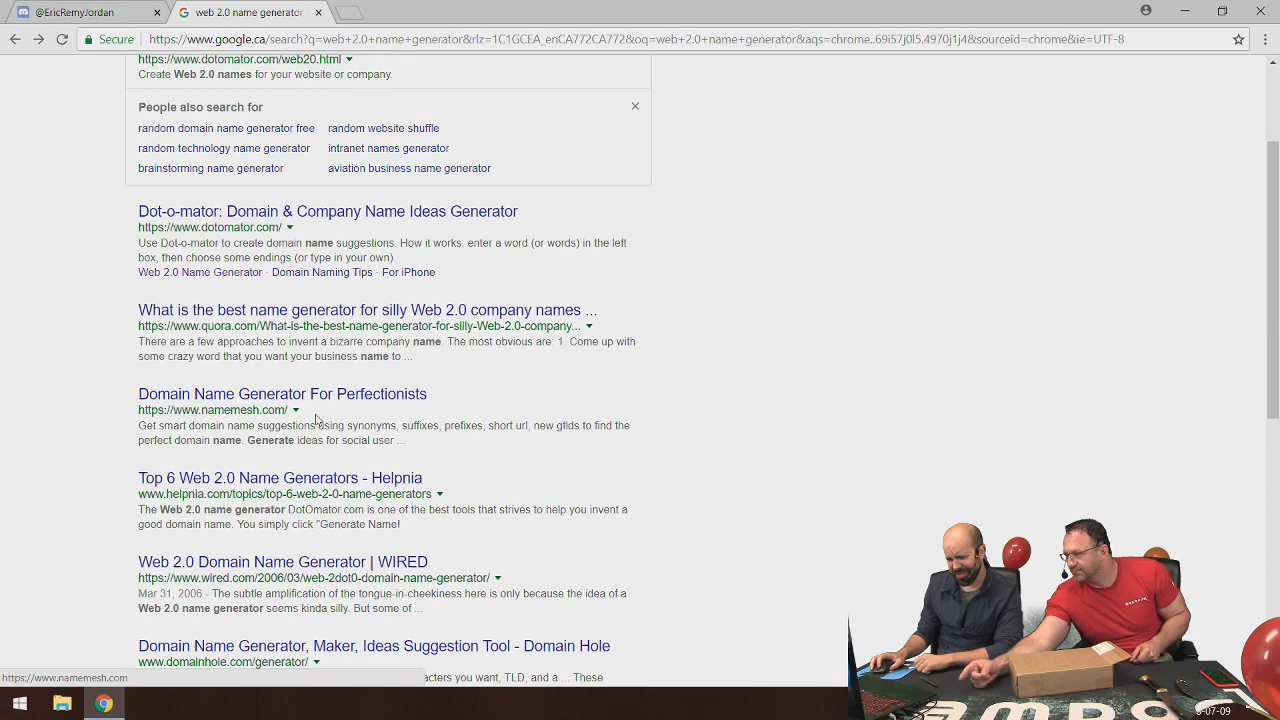 @EricRemyJordan
web 2.0 name generator
Secure https://www.google.ca/search?q=web+2.0+name+generator&rlz=1C1GCEA_enCA772CA772&oq=web+2.0+name+generator&aqs=chrome..69i57j0l5.4970j1j4&sourceid=chrome&ie=UTF-8
https://www.dotomator.com/web20.html
Create Web 2.0 names for your website or company.
People also search for
random domain name generator free random website shuffle
random technology name generator intranet names generator
brainstorming name generator aviation business name generator
Dot-o-mator: Domain & Company Name Ideas Generator
https://www.dotomator.com/
Use Dot-o-mator to create domain name suggestions. How it works: enter a word (or words) in the left
box, then choose some endings (or type in your own).
Web 2.0 Name Generator · Domain Naming Tips · For iPhone
What is the best name generator for silly Web 2.0 company names ...
https://www.quora.com/What-is-the-best-name-generator-for-silly-Web-2.0-company...
There are a few approaches to invent a bizarre company name. The most obvious are: 1. Come up with
some crazy word that you want your business name to ...
Domain Name Generator For Perfectionists
https://www.namemesh.com/
Get smart domain name suggestions using synonyms, suffixes, prefixes, short url, new gtlds to find the
perfect domain name. Generate ideas for social user ...
Top 6 Web 2.0 Name Generators - Helpnia
www.helpnia.com/topics/top-6-web-2-0-name-generators
The Web 2.0 name generator DotOmator.com is one of the best tools that strives to help you invent a
good domain name. You simply click "Generate Name!
Web 2.0 Domain Name Generator | WIRED
https://www.wired.com/2006/03/web-2dot0-domain-name-generator/
Mar 31, 2006 - The subtle amplification of the tongue-in-cheekiness here is only because the idea of a
Web 2.0 name generator seems kinda silly. But some of ...
Domain Name Generator, Maker, Ideas Suggestion Tool - Domain Hole
www.domainhole.com/generator/
https://www.namemesh.com
characters you want, TLD, and a ... These
-07-09